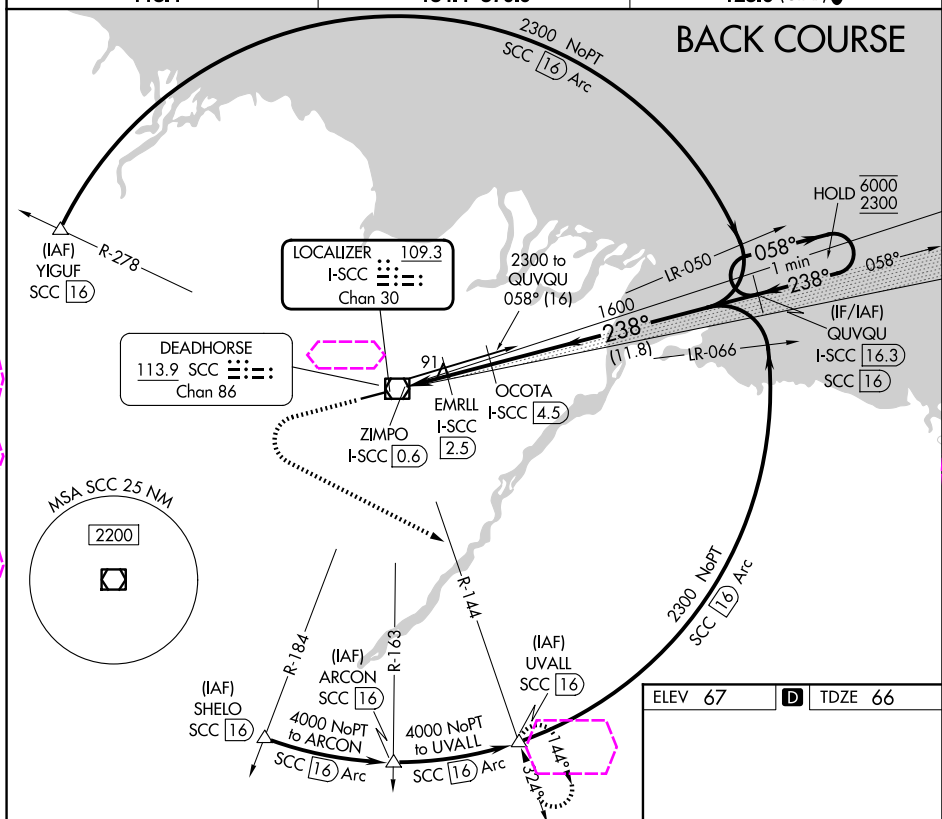 BACK COURSE
2300 NoPT
SCC 16 Arc
HOLD 6000
2300
(IAF)
YIGUF
SCC 16
R-278
LOCALIZER 109.3
I-SCC
Chan 30
2300 to
QUVQU
058° (16)
LR-050
058°
1 min
238°
058°
1600
238°
(11.8)
LR-066
(IF/IAF)
QUVQU
I-SCC 16.3
SCC 16
DEADHORSE
113.9 SCC
Chan 86
91
EMRLL
I-SCC
2.5
OCOTA
I-SCC 4.5
ZIMPO
I-SCC 0.6
MSA SCC 25 NM
2200
R-184
R-163
R-144
2300 NoPT
SCC 16 Arc
(IAF)
SHELO
SCC 16
(IAF)
ARCON
SCC 16
(IAF)
UVALL
SCC 16
4000 NoPT
to ARCON
SCC 16 Arc
4000 NoPT
to UVALL
SCC 16 Arc
144°
324°
ELEV 67
D
TDZE 66